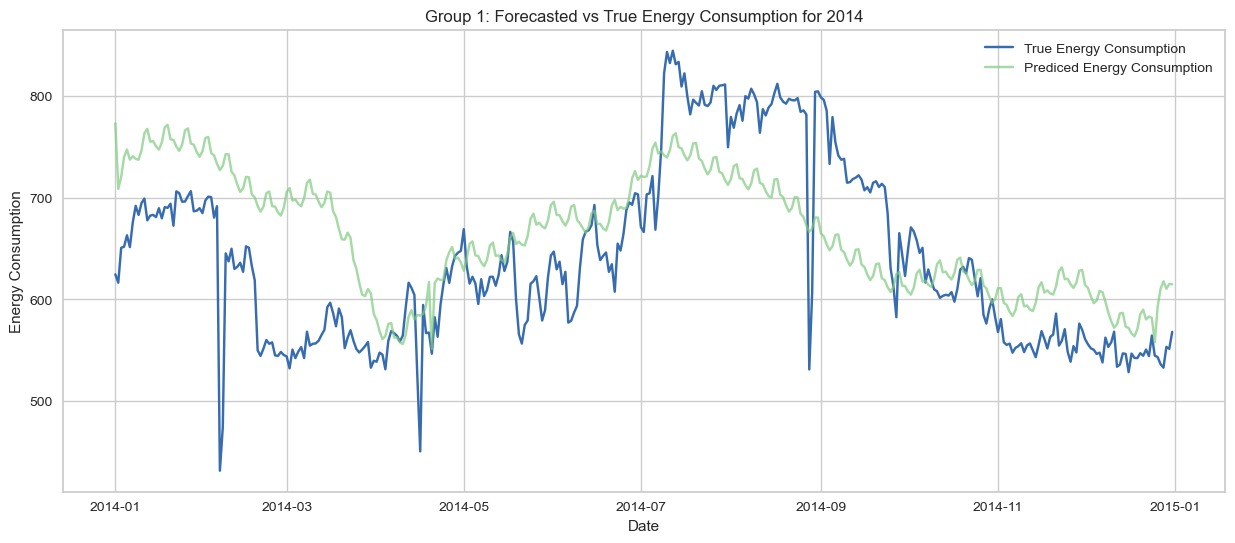 Group 1: Forecasted vs True Energy Consumption for 2014
True Energy Consumption
Prediced Energy Consumption
Energy Consumption
800
700
600
500
2014-01
2014-03
2014-05
2014-07
2014-09
2014-11
2015-01
Date